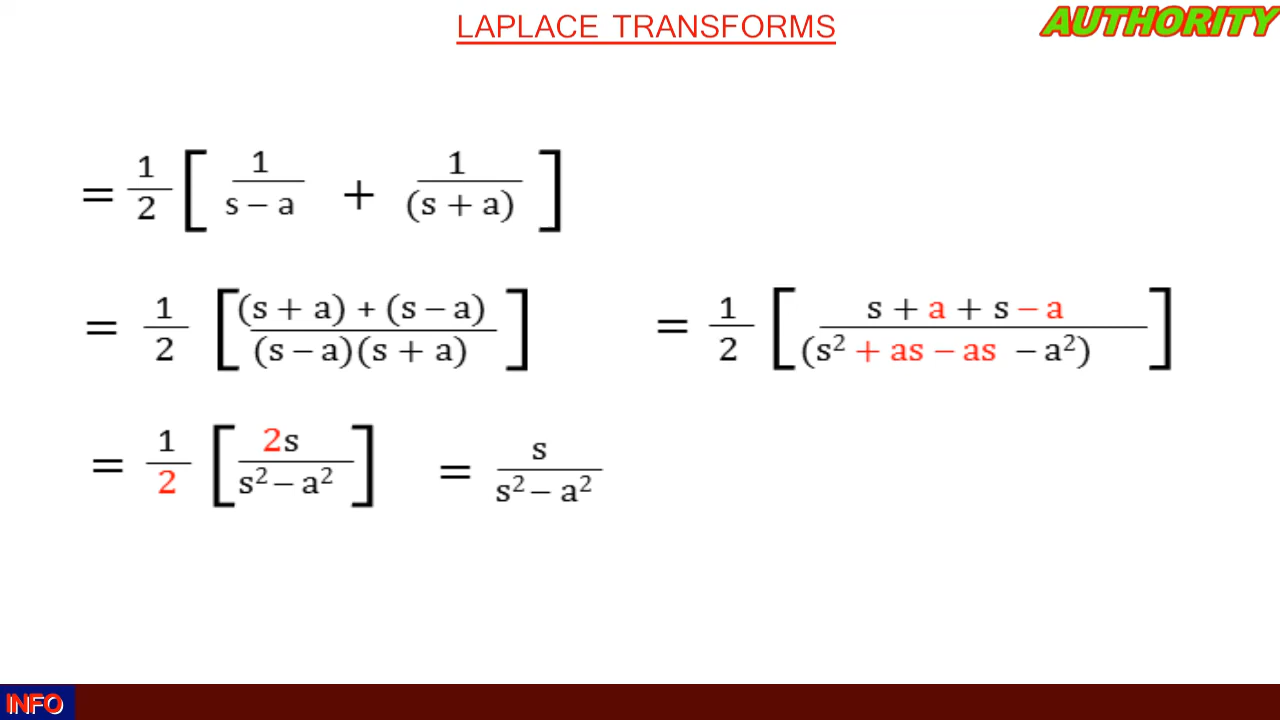 LAPLACE TRANSFORMS
AUTHORITY
= 1/2 [ 1/(s − a) + 1/(s + a) ]
= 1/2 [ ((s + a) + (s − a))/((s − a)(s + a)) ] = 1/2 [ (s + a + s − a)/(s² + as − as − a²) ]
= 1/2 [ 2s/(s² − a²) ] = s/(s² − a²)
INFO